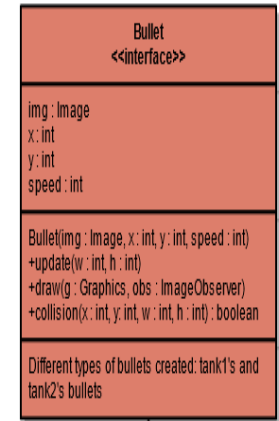 Bullet
<<interface>>
img : Image
x : int
y : int
speed : int
Bullet(img : Image, x : int, y : int, speed : int)
+update(w : int, h : int)
+draw(g : Graphics, obs : ImageObserver)
+collision(x : int, y: int, w : int, h : int) : boolean
Different types of bullets created: tank1's and
tank2's bullets